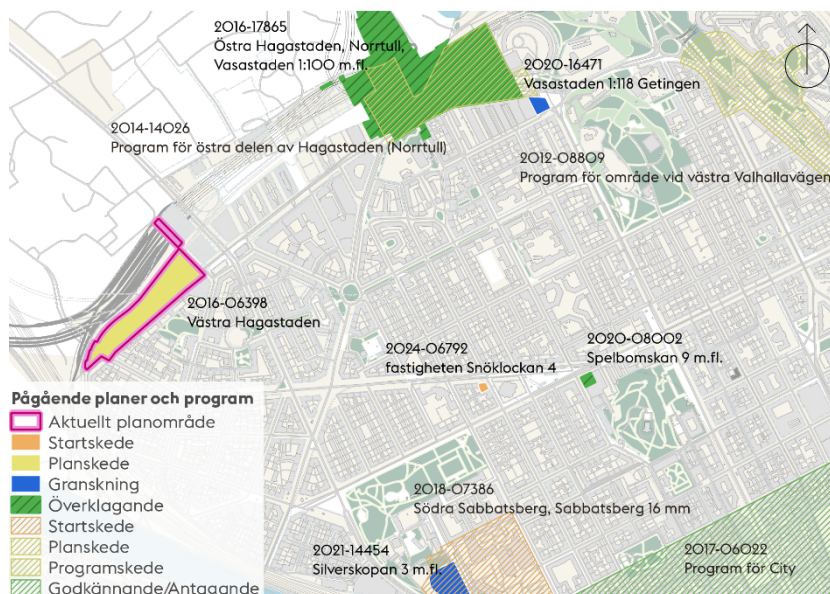 2016-17865
Östra Hagastaden, Norrtull,
Vasastaden 1:100 m.fl.
2020-16471
Vasastaden 1:118 Getingen
2014-14026
Program för östra delen av Hagastaden (Norrtull)
2012-08809
Program för område vid västra Valhallavägen
2016-06398
Västra Hagastaden
2024-06792
fastigheten Snöklockan 4
2020-08002
Spelbomskan 9 m.fl.
Pågående planer och program
Aktuellt planområde
Startskede
Planskede
Granskning
Överklagande
Startskede
Planskede
Programskede
Godkännande/Antagande
2018-07386
Södra Sabbatsberg, Sabbatsberg 16 mm
2021-14454
Silverskopan 3 m.fl.
2017-06022
Program för City